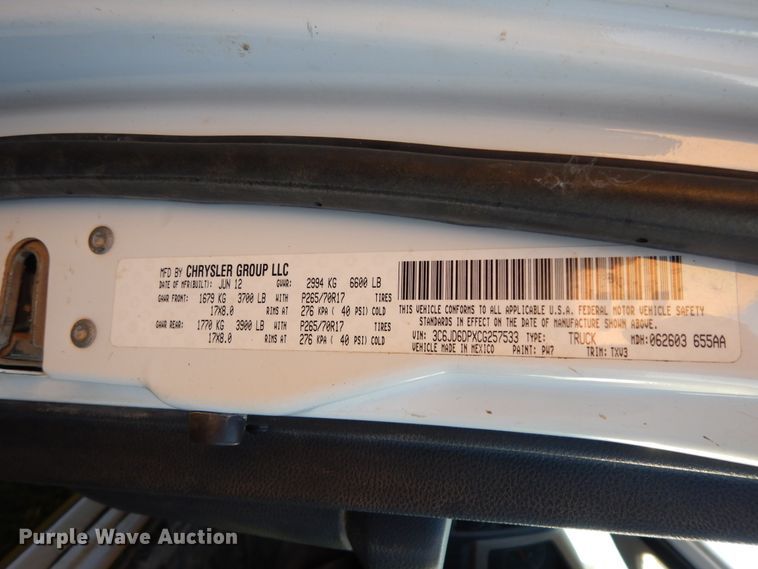 MFD BY CHRYSLER GROUP LLC
DATE OF MFR(BUILT): JUN 12 GVWR: 2994 KG 6600 LB
GAWR FRONT: 1679 KG 3700 LB WITH P265/70R17 TIRES
17X8.0 RIMS AT 276 KPA ( 40 PSI) COLD
GAWR REAR: 1770 KG 3900 LB WITH P265/70R17 TIRES
17X8.0 RIMS AT 276 KPA ( 40 PSI) COLD
THIS VEHICLE CONFORMS TO ALL APPLICABLE U.S.A. FEDERAL MOTOR VEHICLE SAFETY
STANDARDS IN EFFECT ON THE DATE OF MANUFACTURE SHOWN ABOVE.
VIN: 3C6JD6DPXCG257533 TYPE: TRUCK MDH: 062603 655AA
VEHICLE MADE IN MEXICO PAINT: PW7 TRIM: TXV3
Purple Wave Auction